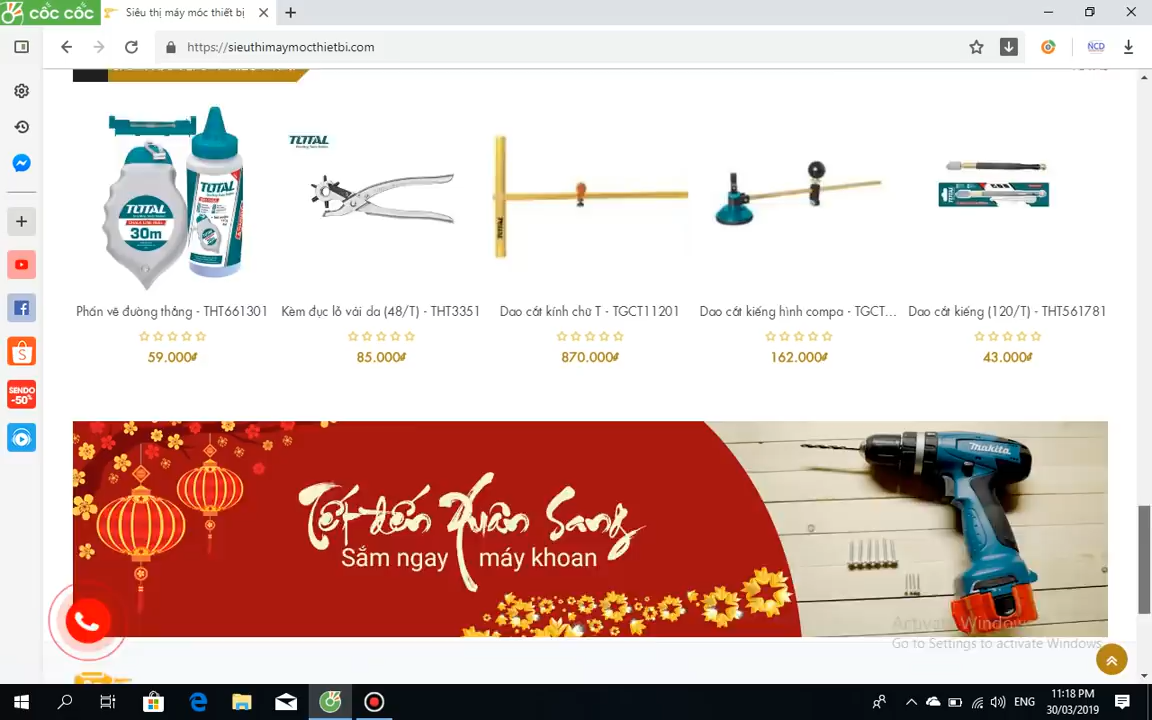 cốc cốc
Siêu thị máy móc thiết bị
https://sieuthimaymocthietbi.com
NCD
TOTAL
30m
TOTAL
TOTAL
Phấn vẽ đường thẳng - THT661301
Kèm đục lỗ vải da (48/T) - THT3351
Dao cắt kính chữ T - TGCT11201
Dao cắt kiếng hình compa - TGCT...
Dao cắt kiếng (120/T) - THT561781
59.000₫
85.000₫
870.000₫
162.000₫
43.000₫
SENDO
-50%
Tết đến Xuân Sang
Sắm ngay máy khoan
makita
Activate Windows
Go to Settings to activate Windows.
ENG
11:18 PM
30/03/2019